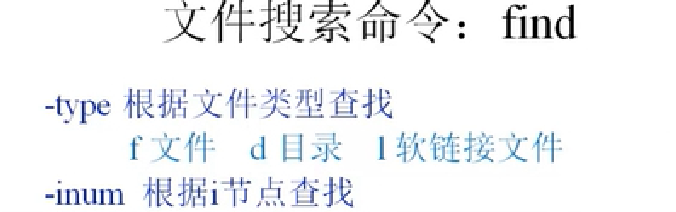 文件搜索命令：find
-type 根据文件类型查找
f 文件 d 目录 l 软链接文件
-inum 根据i节点查找